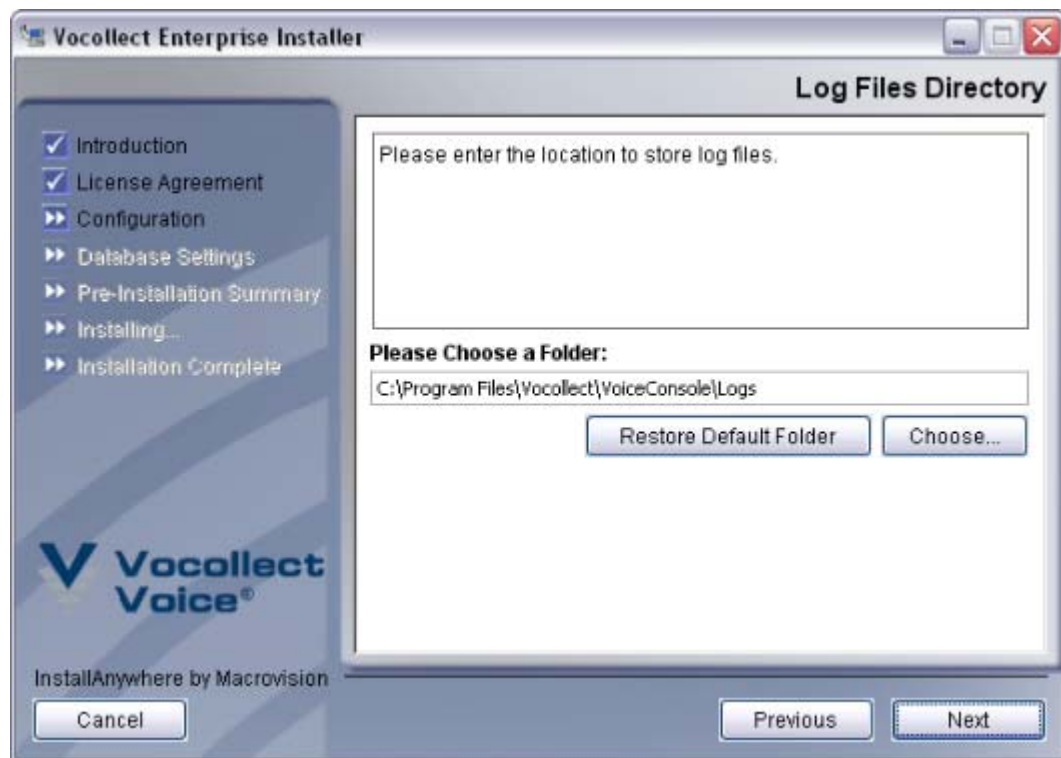 Vocollect Enterprise Installer
Log Files Directory
Introduction
License Agreement
Configuration
Database Settings
Pre-Installation Summary
Installing...
Installation Complete
Please enter the location to store log files.
Please Choose a Folder:
C:\Program Files\Vocollect\VoiceConsole\Logs
Restore Default Folder
Choose...
Vocollect
Voice®
InstallAnywhere by Macrovision
Cancel
Previous
Next